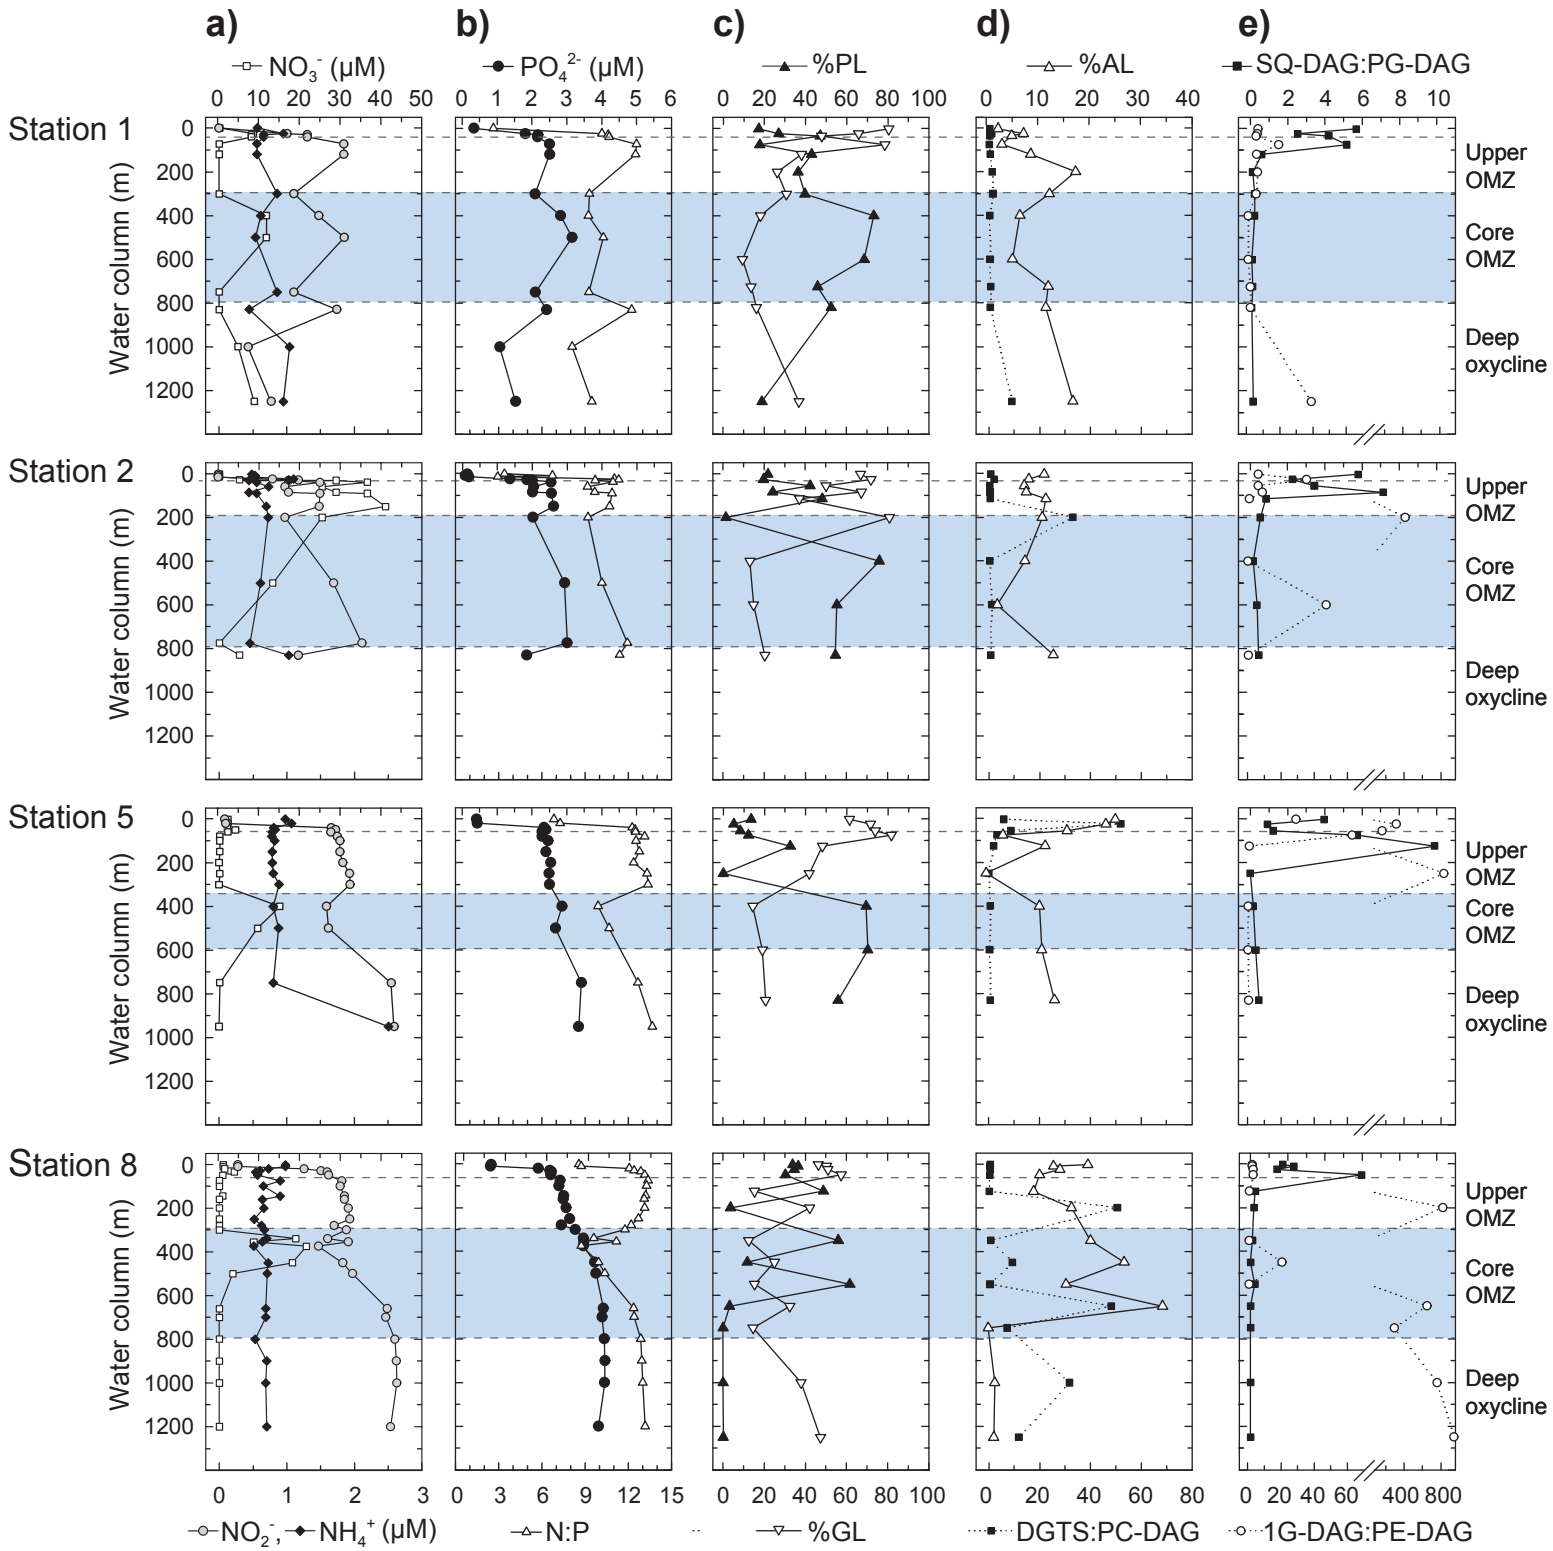 a) b) c) d) e)
NO3- (µM) PO4 2- (µM) %PL %AL SQ-DAG:PG-DAG
0 10 20 30 40 50 0 1 2 3 4 5 6 0 20 40 60 80 100 0 10 20 30 40 0 2 4 6 8 10
Station 1
Water column (m)
0
200
400
600
800
1000
1200
Upper
OMZ
Core
OMZ
Deep
oxycline
Station 2
Water column (m)
0
200
400
600
800
1000
1200
Upper
OMZ
Core
OMZ
Deep
oxycline
Station 5
Water column (m)
0
200
400
600
800
1000
1200
Upper
OMZ
Core
OMZ
Deep
oxycline
Station 8
Water column (m)
0
200
400
600
800
1000
1200
Upper
OMZ
Core
OMZ
Deep
oxycline
0 1 2 3 0 3 6 9 12 15 0 20 40 60 80 100 0 20 40 60 80 0 20 40 60 400 800
NO2-, NH4+ (µM) N:P %GL DGTS:PC-DAG 1G-DAG:PE-DAG